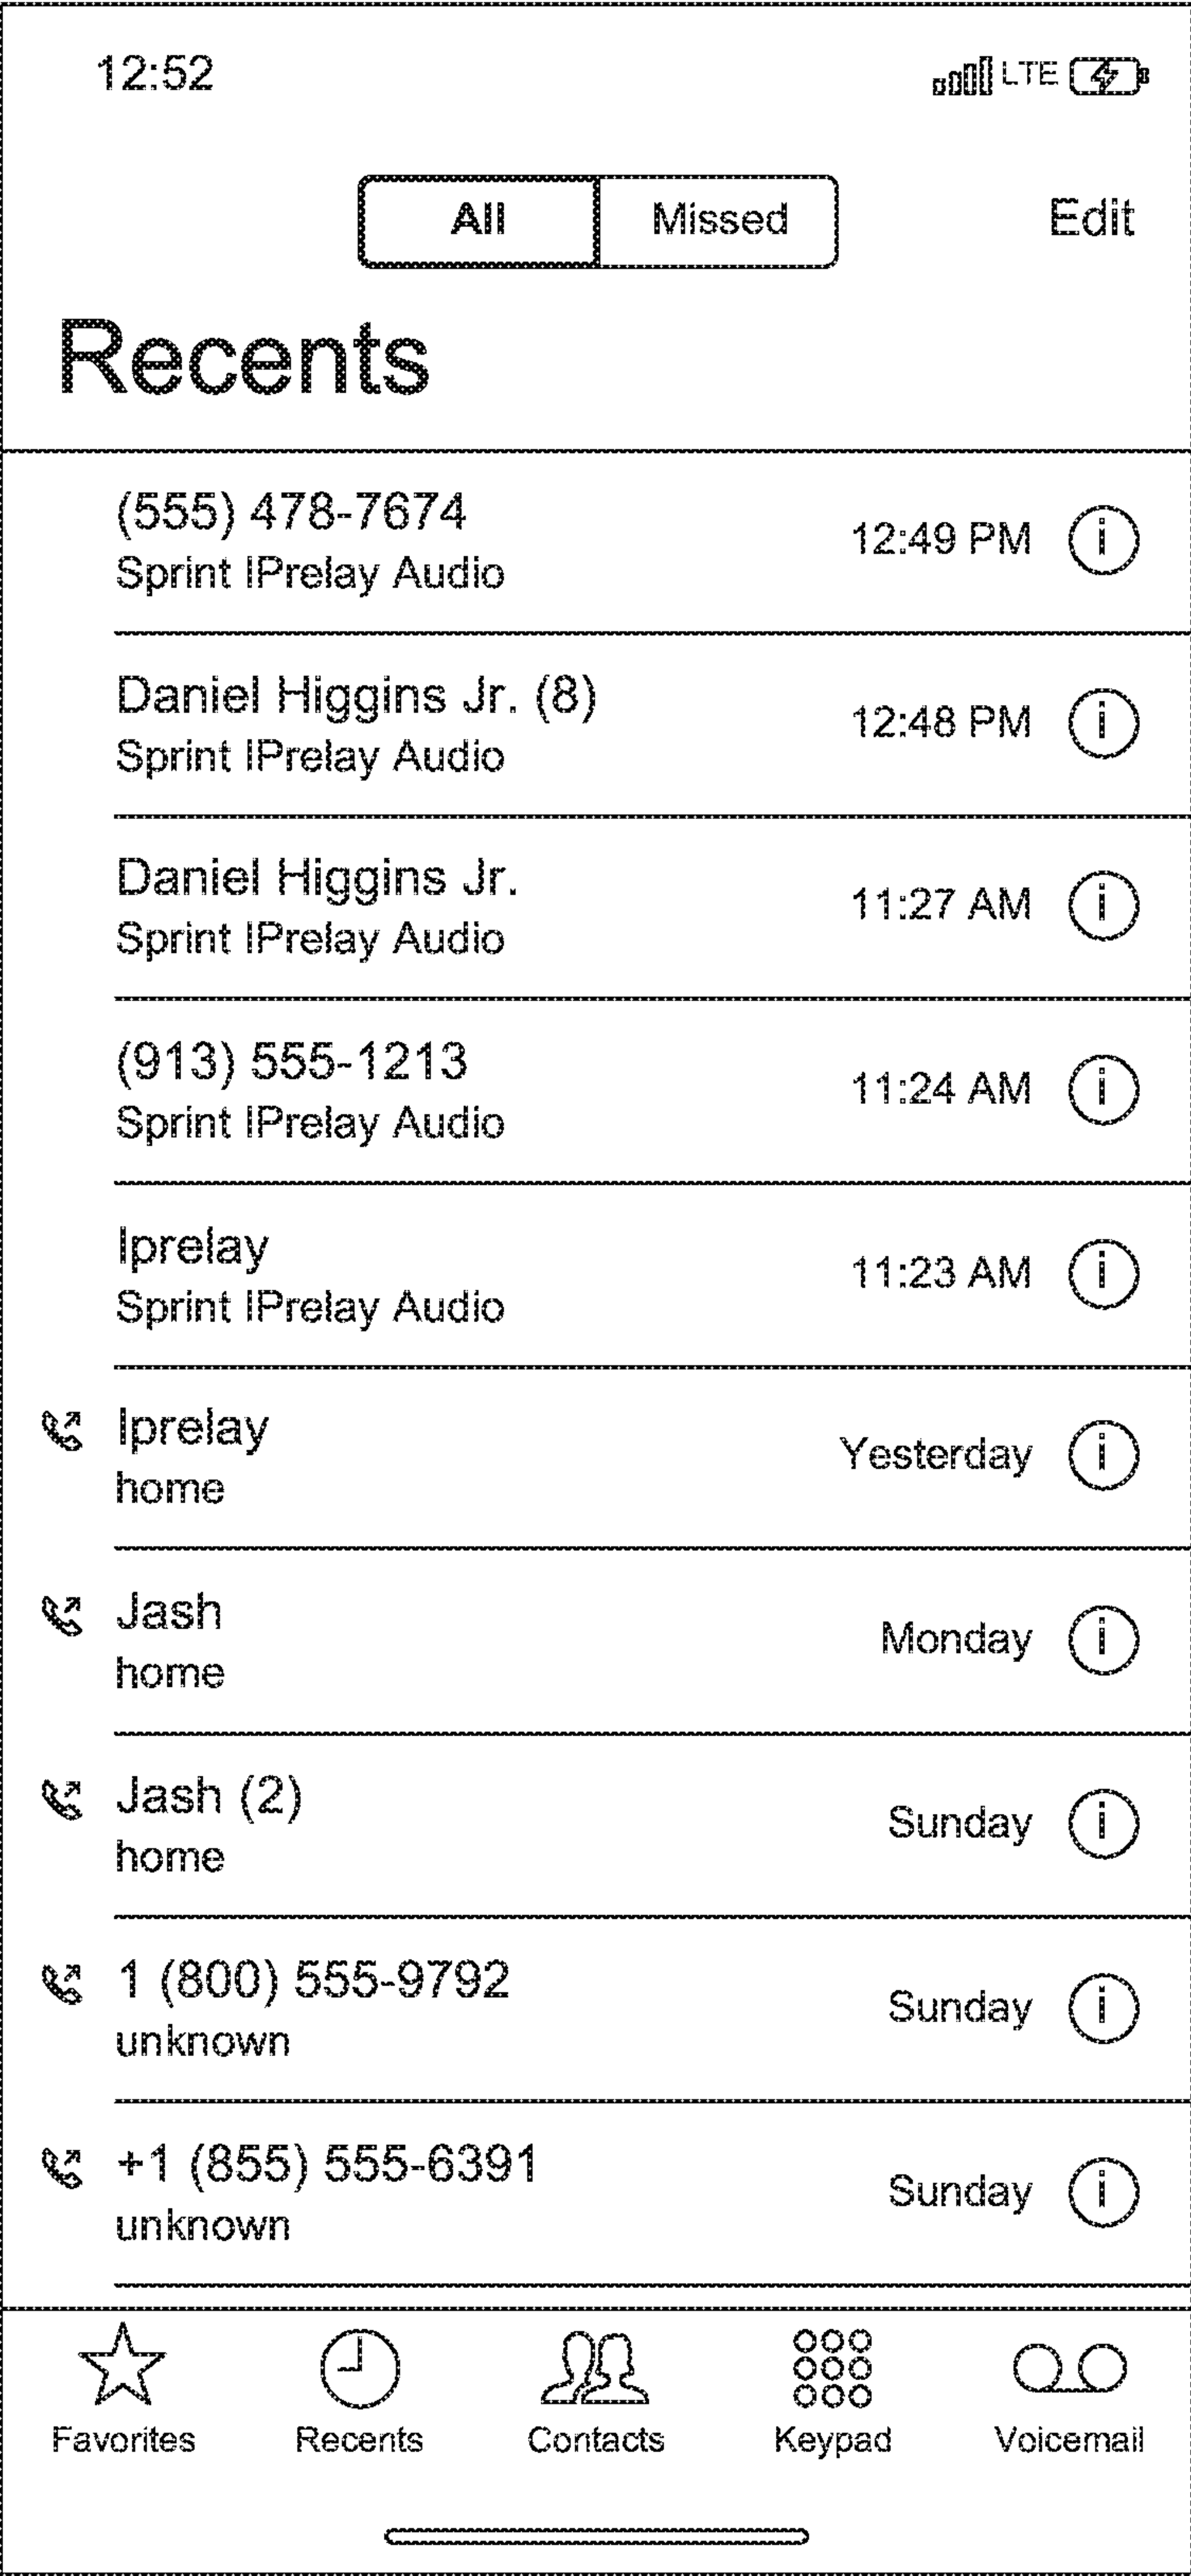 12:52 LTE
All Missed Edit
Recents
(555) 478-7674
Sprint IPrelay Audio
12:49 PM
Daniel Higgins Jr. (8)
Sprint IPrelay Audio
12:48 PM
Daniel Higgins Jr.
Sprint IPrelay Audio
11:27 AM
(913) 555-1213
Sprint IPrelay Audio
11:24 AM
Iprelay
Sprint IPrelay Audio
11:23 AM
Iprelay
home
Yesterday
Jash
home
Monday
Jash (2)
home
Sunday
1 (800) 555-9792
unknown
Sunday
+1 (855) 555-6391
unknown
Sunday
Favorites Recents Contacts Keypad Voicemail